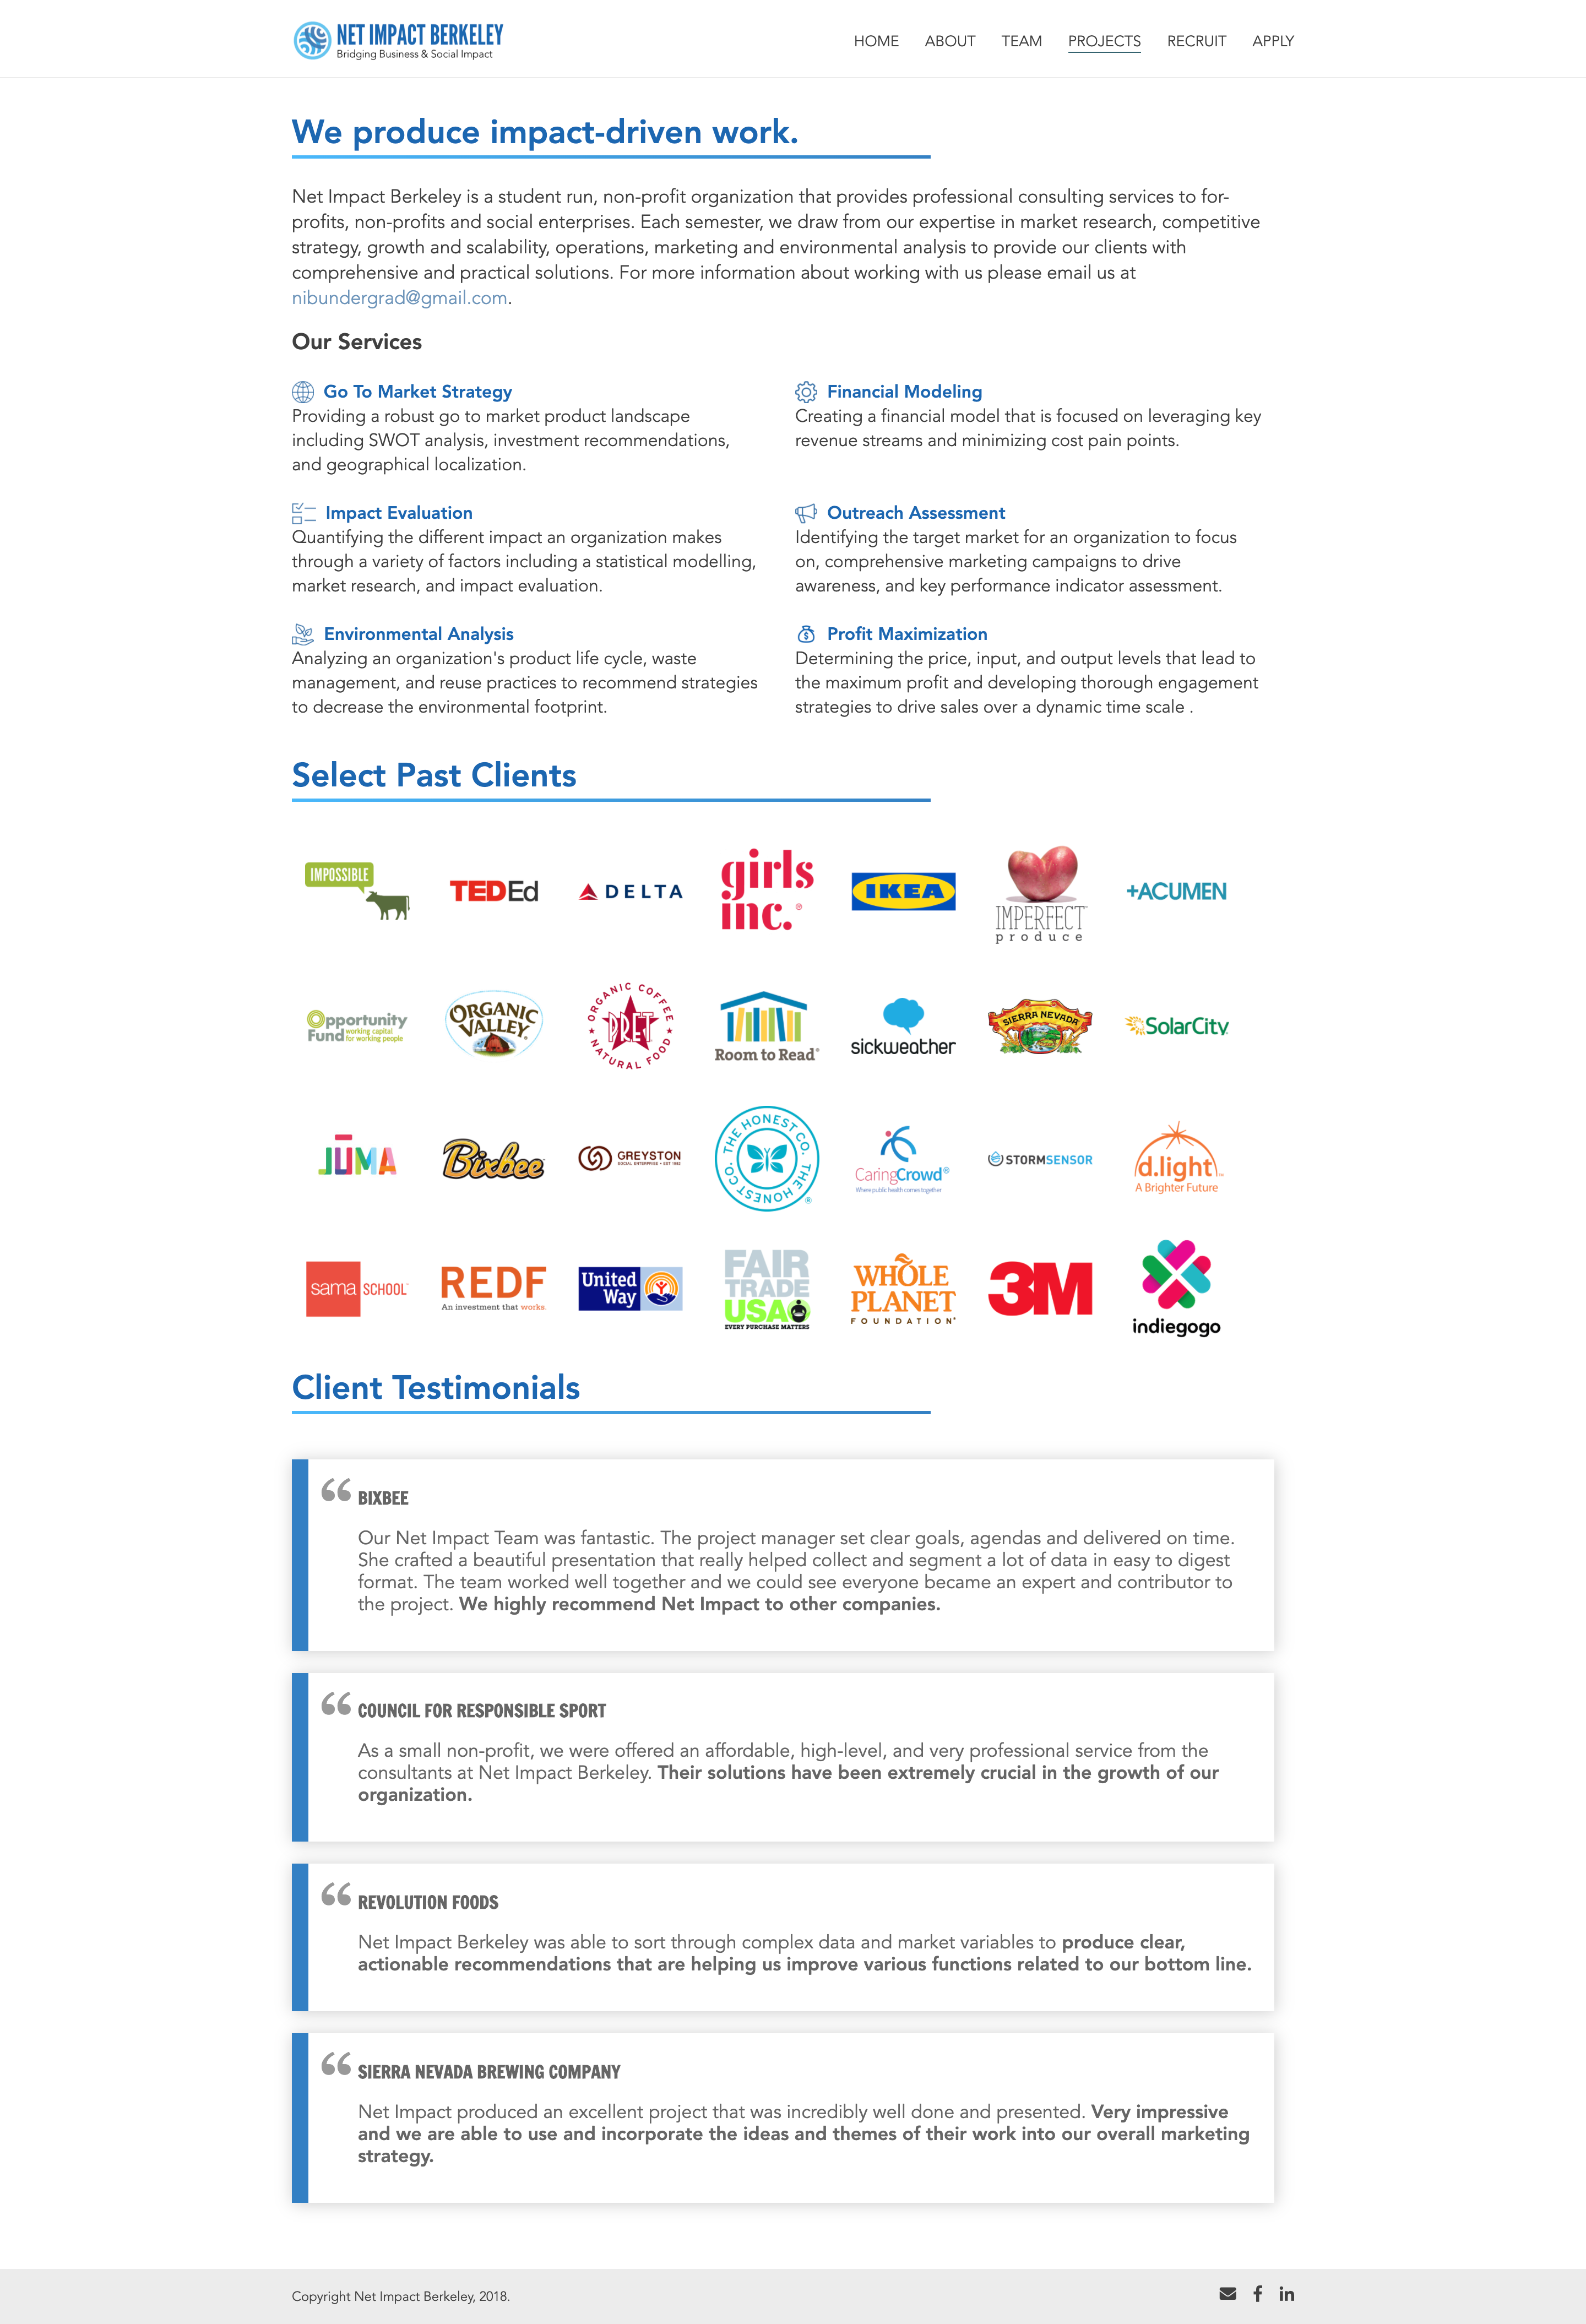 NET IMPACT BERKELEY
Bridging Business & Social Impact
HOME ABOUT TEAM PROJECTS RECRUIT APPLY
We produce impact-driven work.
Net Impact Berkeley is a student run, non-profit organization that provides professional consulting services to for-
profits, non-profits and social enterprises. Each semester, we draw from our expertise in market research, competitive
strategy, growth and scalability, operations, marketing and environmental analysis to provide our clients with
comprehensive and practical solutions. For more information about working with us please email us at
nibundergrad@gmail.com.
Our Services
Go To Market Strategy
Providing a robust go to market product landscape
including SWOT analysis, investment recommendations,
and geographical localization.
Financial Modeling
Creating a financial model that is focused on leveraging key
revenue streams and minimizing cost pain points.
Impact Evaluation
Quantifying the different impact an organization makes
through a variety of factors including a statistical modelling,
market research, and impact evaluation.
Outreach Assessment
Identifying the target market for an organization to focus
on, comprehensive marketing campaigns to drive
awareness, and key performance indicator assessment.
Environmental Analysis
Analyzing an organization's product life cycle, waste
management, and reuse practices to recommend strategies
to decrease the environmental footprint.
Profit Maximization
Determining the price, input, and output levels that lead to
the maximum profit and developing thorough engagement
strategies to drive sales over a dynamic time scale .
Select Past Clients
IMPOSSIBLE
TEDEd
DELTA
girls
inc.®
IKEA
IMPERFECT
produce
+ACUMEN
Opportunity
Fund working capital
for working people
ORGANIC
VALLEY®
ORGANIC COFFEE
PRET
NATURAL FOOD
Room to Read®
sickweather
SIERRA NEVADA
SolarCity
JUMA
Bixbee
GREYSTON
SOCIAL ENTERPRISE • EST 1982
THE HONEST CO. THE HONEST CO.®
CaringCrowd®
Where public health comes together
STORMSENSOR
d.light™
A Brighter Future
sama SCHOOL™
REDF
An investment that works.
United
Way
FAIR
TRADE
USA
EVERY PURCHASE MATTERS
WHOLE
PLANET
FOUNDATION®
3M
indiegogo
Client Testimonials
“ BIXBEE
Our Net Impact Team was fantastic. The project manager set clear goals, agendas and delivered on time.
She crafted a beautiful presentation that really helped collect and segment a lot of data in easy to digest
format. The team worked well together and we could see everyone became an expert and contributor to
the project. We highly recommend Net Impact to other companies.
“ COUNCIL FOR RESPONSIBLE SPORT
As a small non-profit, we were offered an affordable, high-level, and very professional service from the
consultants at Net Impact Berkeley. Their solutions have been extremely crucial in the growth of our
organization.
“ REVOLUTION FOODS
Net Impact Berkeley was able to sort through complex data and market variables to produce clear,
actionable recommendations that are helping us improve various functions related to our bottom line.
“ SIERRA NEVADA BREWING COMPANY
Net Impact produced an excellent project that was incredibly well done and presented. Very impressive
and we are able to use and incorporate the ideas and themes of their work into our overall marketing
strategy.
Copyright Net Impact Berkeley, 2018.